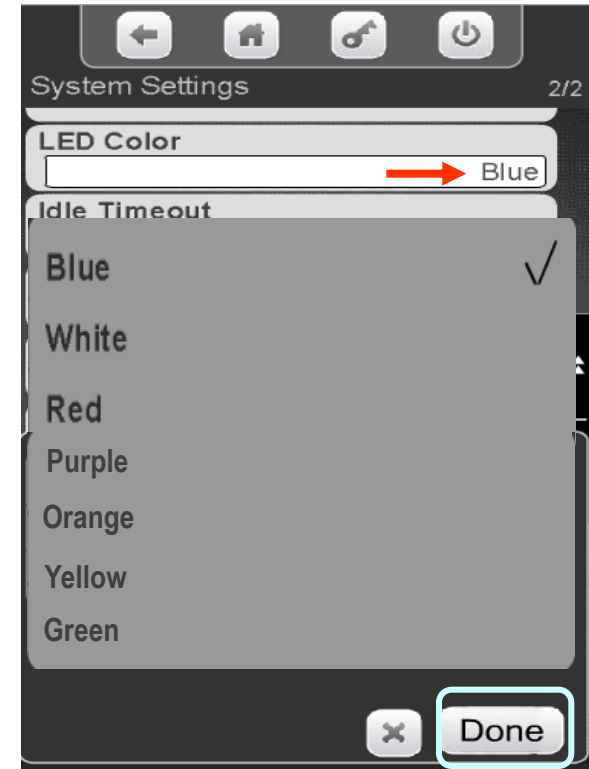 System Settings 2/2
LED Color
Blue
Idle Timeout
Blue
White
Red
Purple
Orange
Yellow
Green
Done